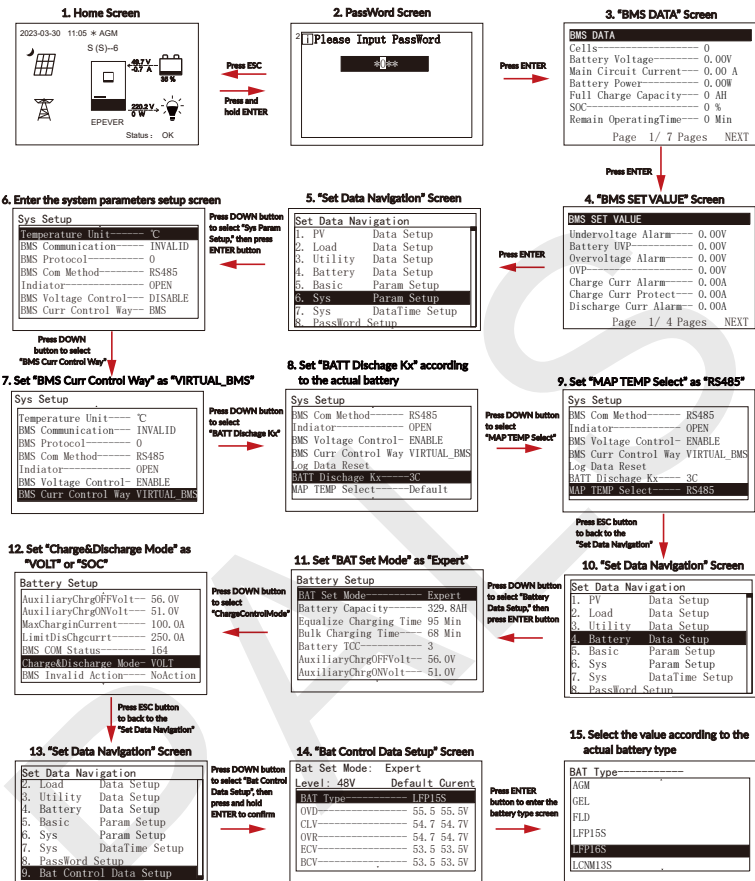 1. Home Screen
2023-03-30 11:05 ＊ AGM
S (S)--6
49.7 V
-0.7 A
35 %
220.2 V
0 W
EPEVER
Status : OK
Press ESC
Press and
hold ENTER
2. PassWord Screen
Please Input PassWord
*0**
Press ENTER
3. “BMS DATA” Screen
BMS DATA
Cells------------------- 0
Battery Voltage-------- 0.00V
Main Circuit Current--- 0.00 A
Battery Power---------- 0.00W
Full Charge Capacity--- 0 AH
SOC-------------------- 0 %
Remain OperatingTime--- 0 Min
Page 1/ 7 Pages NEXT
Press ENTER
4. “BMS SET VALUE” Screen
BMS SET VALUE
Undervoltage Alarm---- 0.00V
Battery UVP----------- 0.00V
Overvoltage Alarm----- 0.00V
OVP------------------- 0.00V
Charge Curr Alarm----- 0.00A
Charge Curr Protect--- 0.00A
Discharge Curr Alarm-- 0.00A
Page 1/ 4 Pages NEXT
Press ENTER
5. “Set Data Navigation” Screen
Set Data Navigation
1. PV Data Setup
2. Load Data Setup
3. Utility Data Setup
4. Battery Data Setup
5. Basic Param Setup
6. Sys Param Setup
7. Sys DataTime Setup
8. PassWord Setup
Press DOWN button
to select “Sys Param
Setup,” then press
ENTER button
6. Enter the system parameters setup screen
Sys Setup
Temperature Unit------ ℃
BMS Communication----- INVALID
BMS Protocol---------- 0
BMS Com Method-------- RS485
Indiator-------------- OPEN
BMS Voltage Control--- DISABLE
BMS Curr Control Way-- BMS
Press DOWN
button to select
“BMS Curr Control Way”
7. Set “BMS Curr Control Way” as “VIRTUAL_BMS”
Sys Setup
Temperature Unit---- ℃
BMS Communication--- INVALID
BMS Protocol-------- 0
BMS Com Method------ RS485
Indiator------------ OPEN
BMS Voltage Control- ENABLE
BMS Curr Control Way VIRTUAL_BMS
Press DOWN button
to select
“BATT Dischage Kx”
8. Set “BATT Dischage Kx” according
to the actual battery
Sys Setup
BMS Com Method------ RS485
Indiator------------ OPEN
BMS Voltage Control- ENABLE
BMS Curr Control Way VIRTUAL_BMS
Log Data Reset
BATT Dischage Kx----3C
MAP TEMP Select-----Default
Press DOWN button
to select
“MAP TEMP Select”
9. Set “MAP TEMP Select” as “RS485”
Sys Setup
BMS Com Method------ RS485
Indiator------------ OPEN
BMS Voltage Control- ENABLE
BMS Curr Control Way VIRTUAL_BMS
Log Data Reset
BATT Dischage Kx---- 3C
MAP TEMP Select----- RS485
Press ESC button
to back to the
“Set Data Navigation”
10. “Set Data Navigation” Screen
Set Data Navigation
1. PV Data Setup
2. Load Data Setup
3. Utility Data Setup
4. Battery Data Setup
5. Basic Param Setup
6. Sys Param Setup
7. Sys DataTime Setup
8. PassWord Setup
Press DOWN button
to select “Battery
Data Setup,” then
press ENTER button
11. Set “BAT Set Mode” as “Expert”
Battery Setup
BAT Set Mode---------- Expert
Battery Capacity------ 329.8AH
Equalize Charging Time 95 Min
Bulk Charging Time---- 68 Min
Battery TCC----------- 3
AuxiliaryChrgOFFVolt-- 56.0V
AuxiliaryChrgONVolt--- 51.0V
Press DOWN button
to select
“ChargeControlMode”
12. Set “Charge&Discharge Mode” as
“VOLT” or “SOC”
Battery Setup
AuxiliaryChrgOFFVolt-- 56.0V
AuxiliaryChrgONVolt--- 51.0V
MaxCharginCurrent----- 100.0A
LimitDisChgcurrt------ 250.0A
BMS COM Status-------- 164
Charge&Discharge Mode- VOLT
BMS Invalid Action---- NoAction
Press ESC button
to back to the
“Set Data Navigation”
13. “Set Data Navigation” Screen
Set Data Navigation
2. Load Data Setup
3. Utility Data Setup
4. Battery Data Setup
5. Basic Param Setup
6. Sys Param Setup
7. Sys DataTime Setup
8. PassWord Setup
9. Bat Control Data Setup
Press DOWN button
to select “Bat Control
Data Setup”, then
press and hold
ENTER to confirm
14. “Bat Control Data Setup” Screen
Bat Set Mode: Expert
Level: 48V Default Curent
BAT Type----------- LFP15S
OVD---------------- 55.5 55.5V
CLV---------------- 54.7 54.7V
OVR---------------- 54.7 54.7V
ECV---------------- 53.5 53.5V
BCV---------------- 53.5 53.5V
Press ENTER
button to enter the
battery type screen
15. Select the value according to the
actual battery type
BAT Type-----------
AGM
GEL
FLD
LFP15S
LFP16S
LCNM13S